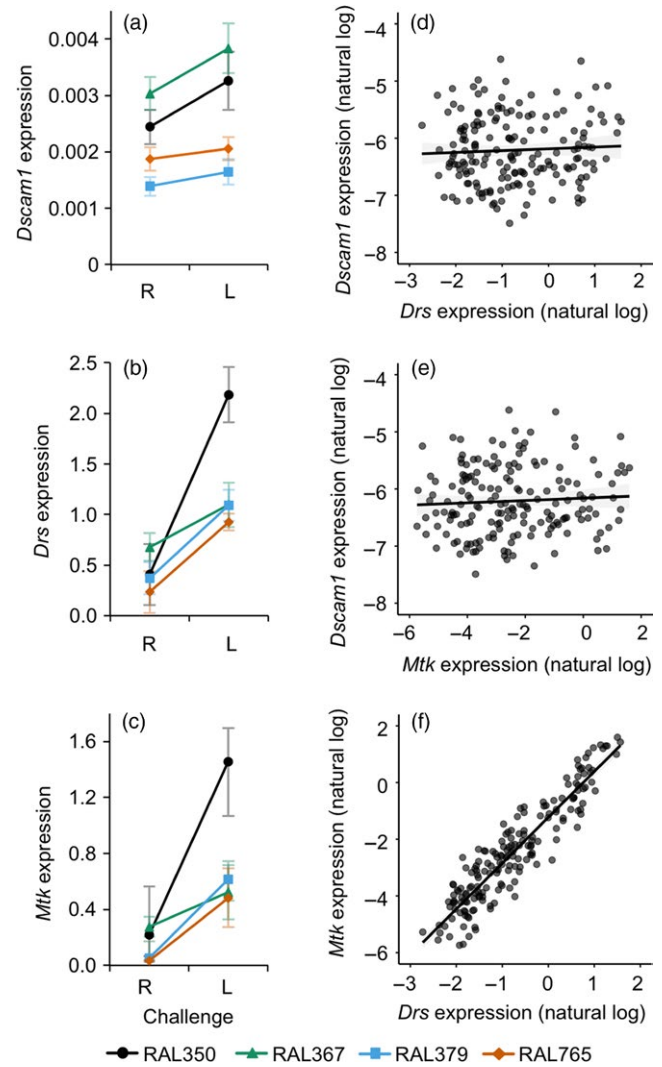 (a)
Dscam1 expression
0.004
0.003
0.002
0.001
0
R L
(b)
Drs expression
2.5
2.0
1.5
1.0
0.5
0.0
R L
(c)
Mtk expression
1.6
1.2
0.8
0.4
0.0
R L
Challenge
(d)
Dscam1 expression (natural log)
−4
−5
−6
−7
−8
−3 −2 −1 0 1 2
Drs expression (natural log)
(e)
Dscam1 expression (natural log)
−4
−5
−6
−7
−8
−6 −4 −2 0 2
Mtk expression (natural log)
(f)
Mtk expression (natural log)
2
0
−2
−4
−6
−3 −2 −1 0 1 2
Drs expression (natural log)
RAL350 RAL367 RAL379 RAL765